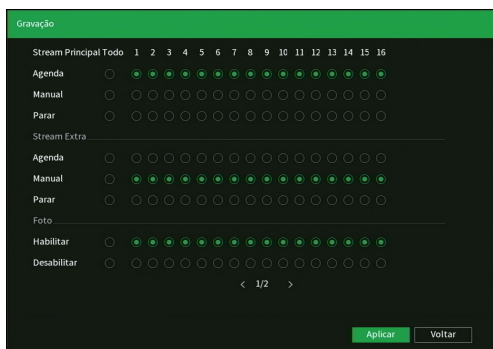 Gravação
Stream Principal Todo 1 2 3 4 5 6 7 8 9 10 11 12 13 14 15 16
Agenda
Manual
Parar
Stream Extra
Agenda
Manual
Parar
Foto
Habilitar
Desabilitar
< 1/2 >
Aplicar Voltar